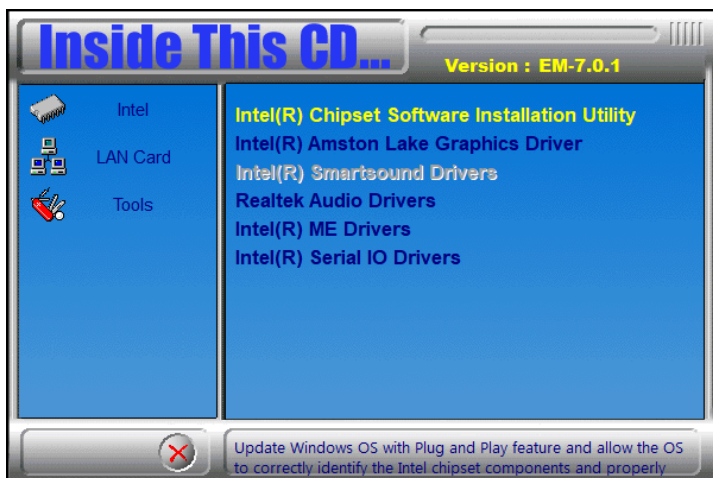 Inside This CD...
Version : EM-7.0.1
Intel
LAN Card
Tools
Intel(R) Chipset Software Installation Utility
Intel(R) Amston Lake Graphics Driver
Intel(R) Smartsound Drivers
Realtek Audio Drivers
Intel(R) ME Drivers
Intel(R) Serial IO Drivers
Update Windows OS with Plug and Play feature and allow the OS
to correctly identify the Intel chipset components and properly